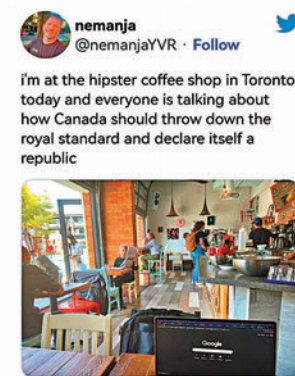 nemanja
@nemanjaYVR · Follow
i'm at the hipster coffee shop in Toronto
today and everyone is talking about
how Canada should throw down the
royal standard and declare itself a
republic
Google